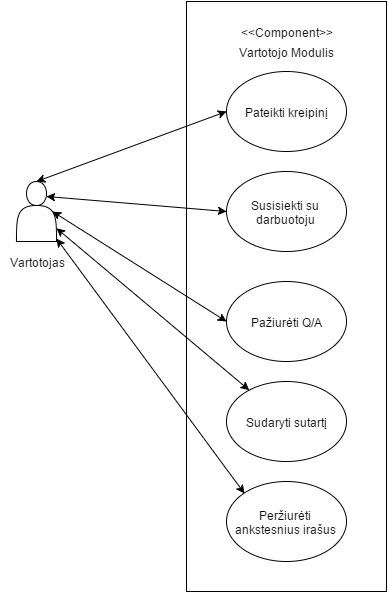 <<Component>>
Vartotojo Modulis
Pateikti kreipinį
Susisiekti su
darbuotoju
Vartotojas
Pažiurėti Q/A
Sudaryti sutartį
Peržiurėti
ankstesnius irašus